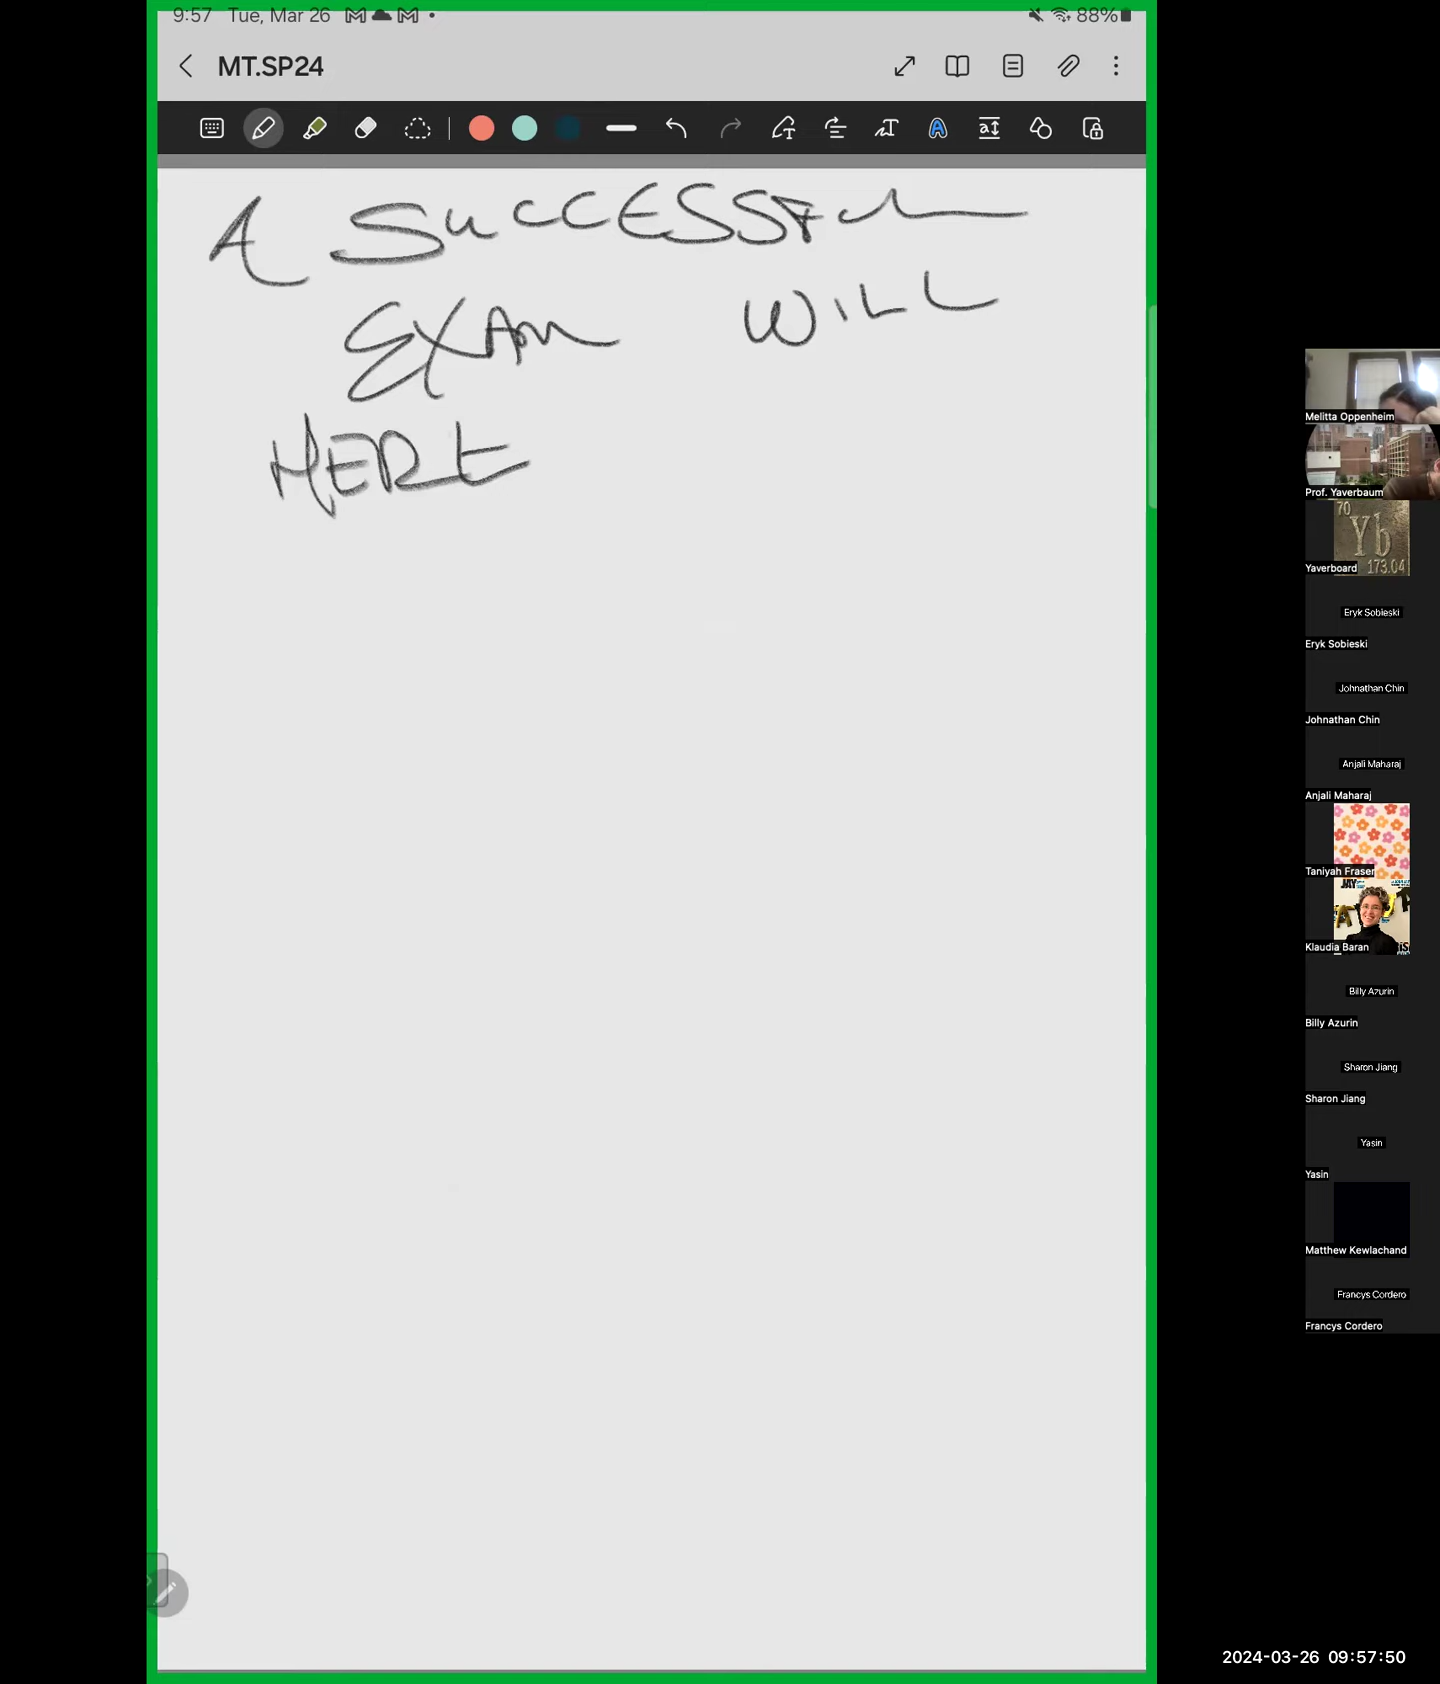 9:57 Tue, Mar 26 88%
MT.SP24
A SUCCESSFUL
EXAM WILL
HERE
Melitta Oppenheim
Prof. Yaverbaum
70
Yb
173.04
Yaverboard
Eryk Sobieski
Eryk Sobieski
Johnathan Chin
Johnathan Chin
Anjali Maharaj
Anjali Maharaj
Taniyah Fraser
JAY
Klaudia Baran
Billy Azurin
Billy Azurin
Sharon Jiang
Sharon Jiang
Yasin
Yasin
Matthew Kewlachand
Francys Cordero
Francys Cordero
2024-03-26 09:57:50